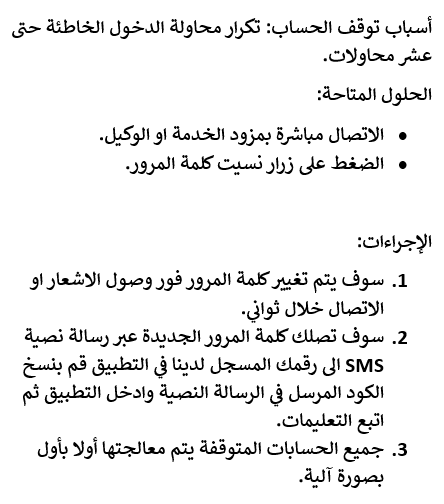 أسباب توقف الحساب: تكرار محاولة الدخول الخاطئة حتى
عشر محاولات.
الحلول المتاحة:
• الاتصال مباشرة بمزود الخدمة او الوكيل.
• الضغط على زرار نسيت كلمة المرور.
الإجراءات:
1. سوف يتم تغيير كلمة المرور فور وصول الاشعار او
الاتصال خلال ثواني.
2. سوف تصلك كلمة المرور الجديدة عبر رسالة نصية
SMS الى رقمك المسجل لدينا في التطبيق قم بنسخ
الكود المرسل في الرسالة النصية وادخل التطبيق ثم
اتبع التعليمات.
3. جميع الحسابات المتوقفة يتم معالجتها أولا بأول
بصورة آلية.